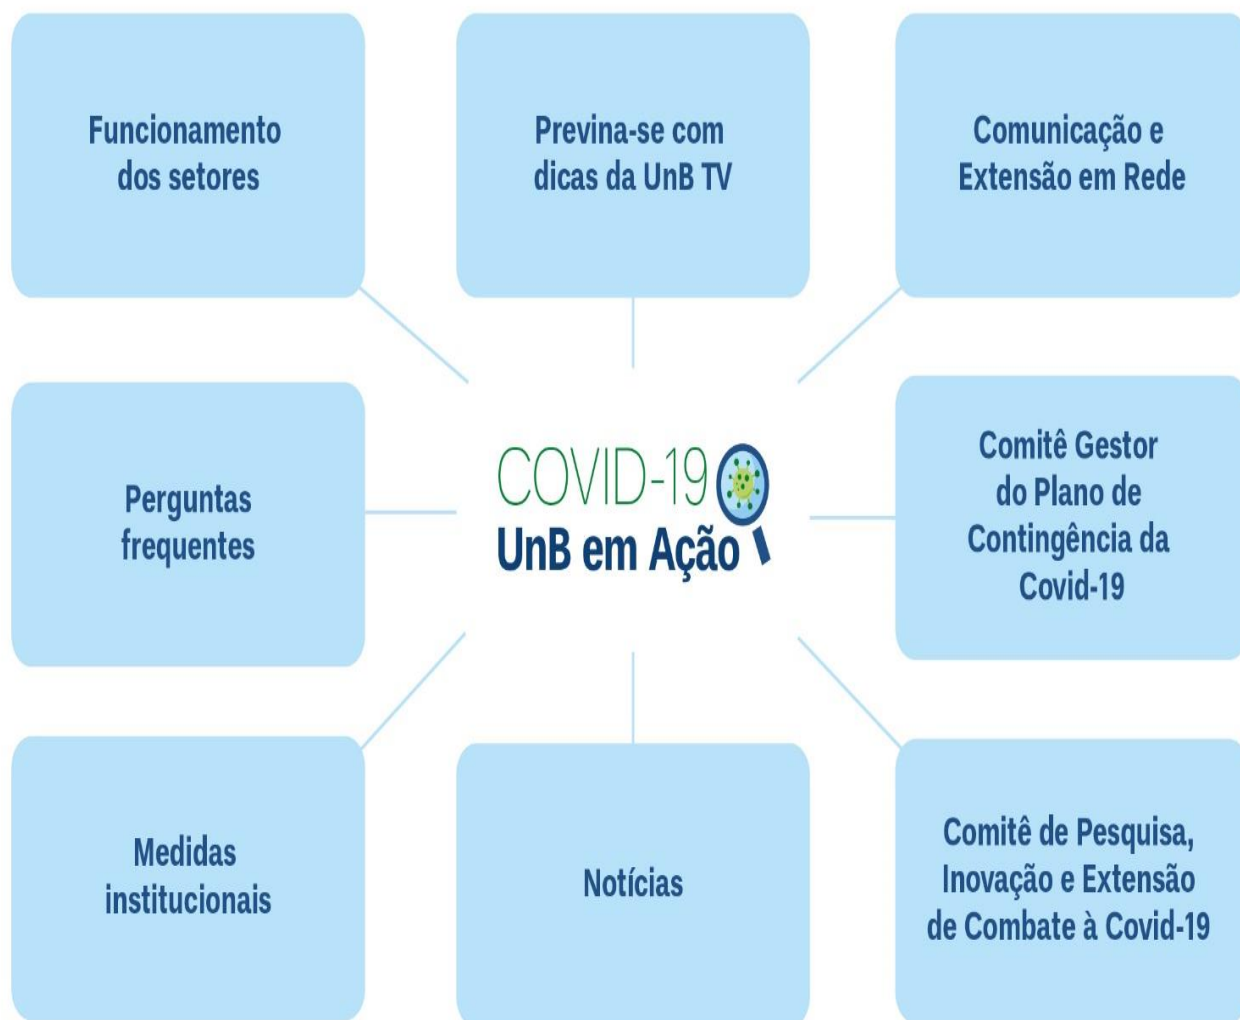 Funcionamento
dos setores
Previna-se com
dicas da UnB TV
Comunicação e
Extensão em Rede
Perguntas
frequentes
COVID-19
UnB em Ação
Comitê Gestor
do Plano de
Contingência da
Covid-19
Medidas
institucionais
Notícias
Comitê de Pesquisa,
Inovação e Extensão
de Combate à Covid-19